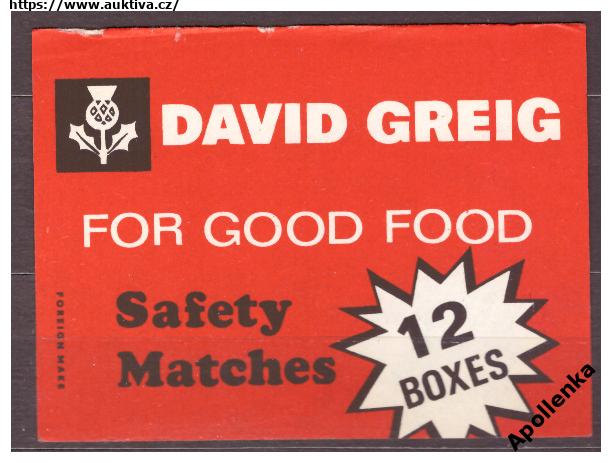 https://www.auktiva.cz/
DAVID GREIG
FOR GOOD FOOD
Safety
Matches
12
BOXES
FOREIGN MAKE
Apollenka